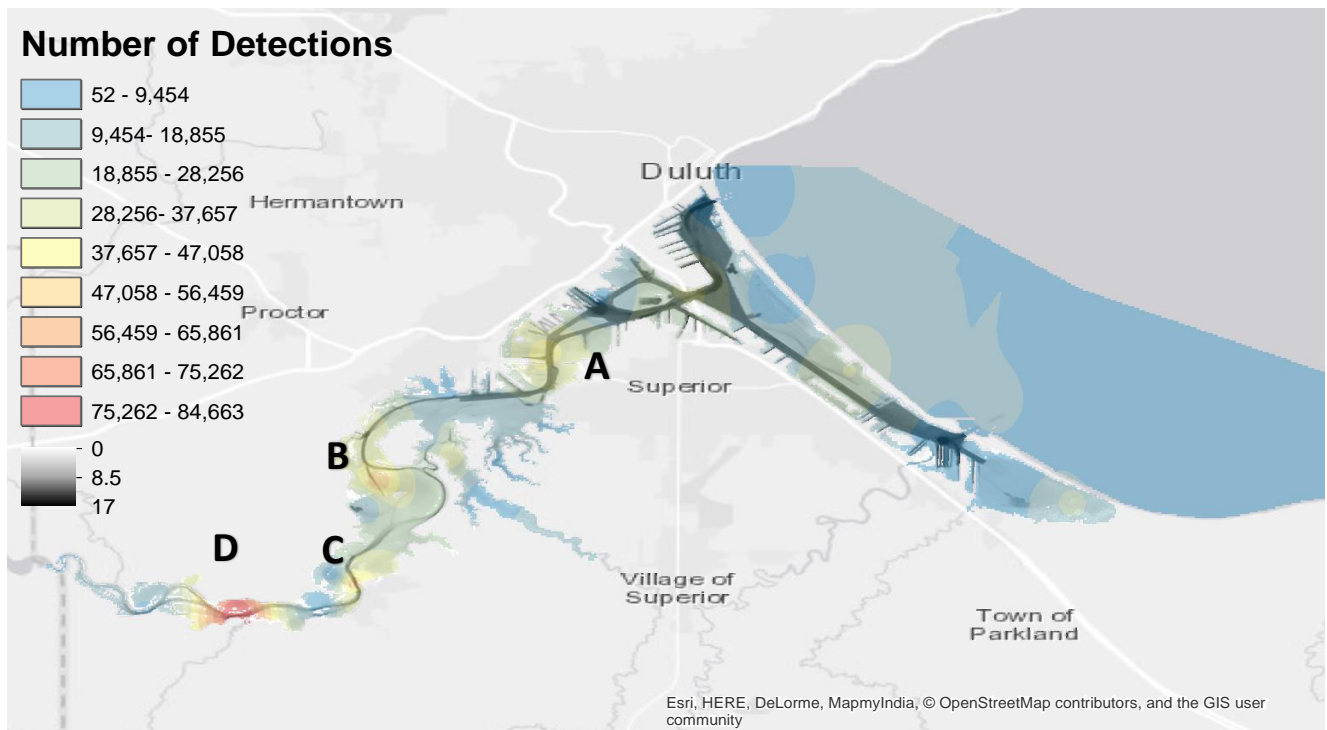 Number of Detections
52 - 9,454
9,454- 18,855
18,855 - 28,256
28,256- 37,657
37,657 - 47,058
47,058 - 56,459
56,459 - 65,861
65,861 - 75,262
75,262 - 84,663
0
8.5
17
Duluth
Hermantown
Proctor
A
Superior
B
D
C
Village of
Superior
Town of
Parkland
Esri, HERE, DeLorme, MapmyIndia, © OpenStreetMap contributors, and the GIS user
community